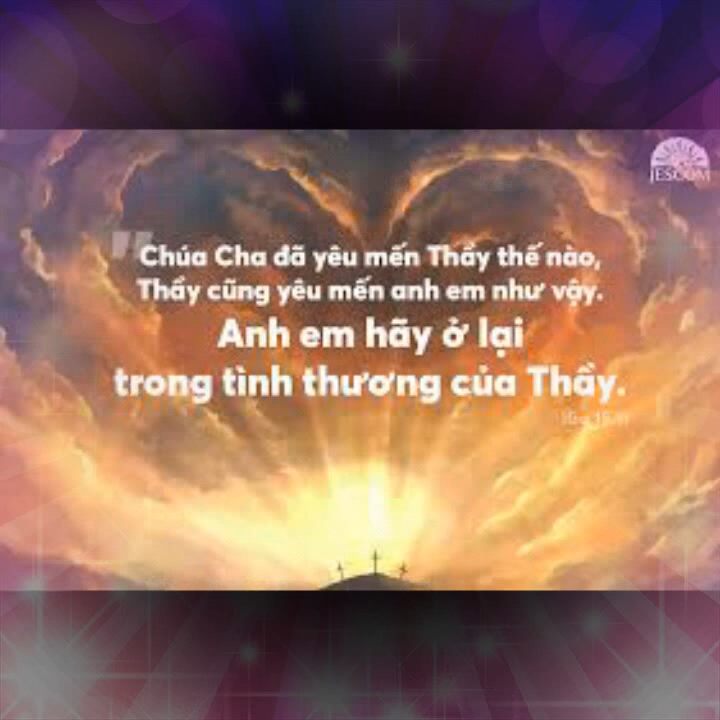 JESCOM
"Chúa Cha đã yêu mến Thầy thế nào,
Thầy cũng yêu mến anh em như vậy.
Anh em hãy ở lại
trong tình thương của Thầy.